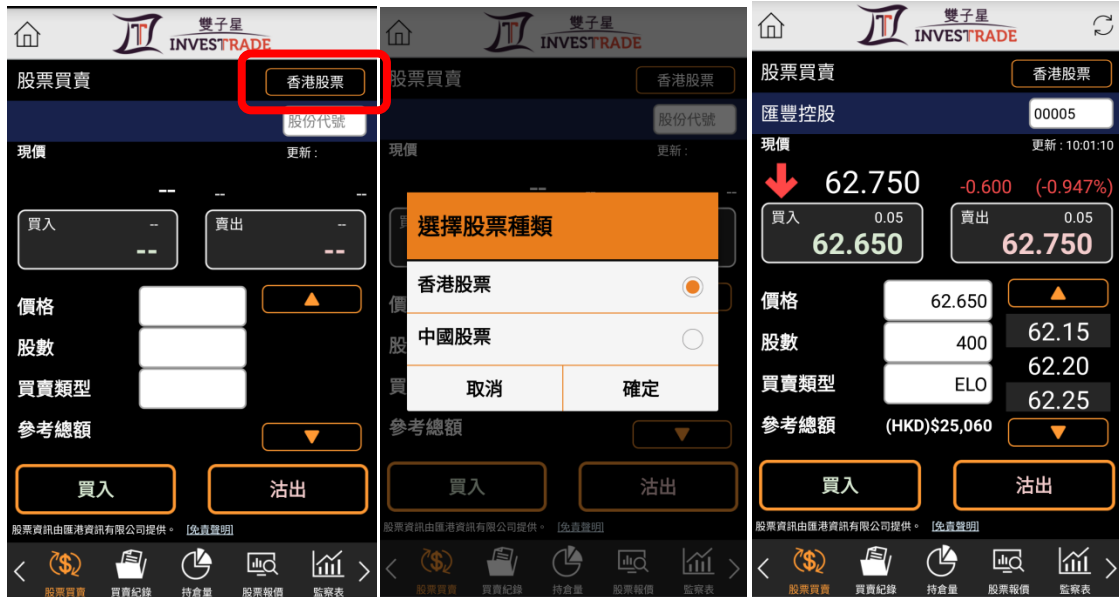 雙子星
INVESTRADE
股票買賣
香港股票
股份代號
現價
更新 :
--
--
--
買入
--
--
賣出
--
--
價格
股數
買賣類型
參考總額
買入
沽出
股票資訊由匯港資訊有限公司提供。 [免責聲明]
股票買賣
買賣紀錄
持倉量
股票報價
監察表
雙子星
INVESTRADE
股票買賣
香港股票
股份代號
現價
更新 :
--
--
--
選擇股票種類
香港股票
中國股票
取消
確定
價
股
買
參考總額
買入
沽出
股票資訊由匯港資訊有限公司提供。 [免責聲明]
股票買賣
買賣紀錄
持倉量
股票報價
監察表
雙子星
INVESTRADE
股票買賣
香港股票
匯豐控股
00005
現價
更新 : 10:01:10
62.750
-0.600
(-0.947%)
買入
0.05
62.650
賣出
0.05
62.750
價格
62.650
股數
400
62.15
62.20
買賣類型
ELO
62.25
參考總額
(HKD)$25,060
買入
沽出
股票資訊由匯港資訊有限公司提供。 [免責聲明]
股票買賣
買賣紀錄
持倉量
股票報價
監察表